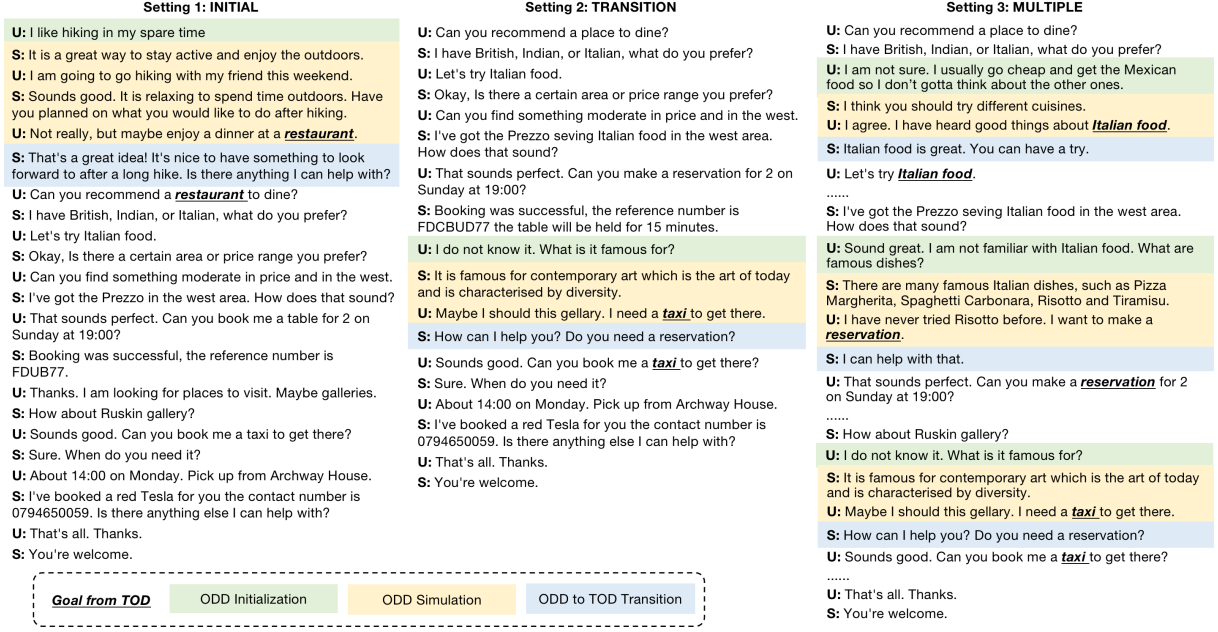 Setting 1: INITIAL
U: I like hiking in my spare time
S: It is a great way to stay active and enjoy the outdoors.
U: I am going to go hiking with my friend this weekend.
S: Sounds good. It is relaxing to spend time outdoors. Have
you planned on what you would like to do after hiking.
U: Not really, but maybe enjoy a dinner at a restaurant.
S: That's a great idea! It's nice to have something to look
forward to after a long hike. Is there anything I can help with?
U: Can you recommend a restaurant to dine?
S: I have British, Indian, or Italian, what do you prefer?
U: Let's try Italian food.
S: Okay, Is there a certain area or price range you prefer?
U: Can you find something moderate in price and in the west.
S: I've got the Prezzo in the west area. How does that sound?
U: That sounds perfect. Can you book me a table for 2 on
Sunday at 19:00?
S: Booking was successful, the reference number is
FDUB77.
U: Thanks. I am looking for places to visit. Maybe galleries.
S: How about Ruskin gallery?
U: Sounds good. Can you book me a taxi to get there?
S: Sure. When do you need it?
U: About 14:00 on Monday. Pick up from Archway House.
S: I've booked a red Tesla for you the contact number is
0794650059. Is there anything else I can help with?
U: That's all. Thanks.
S: You're welcome.
Setting 2: TRANSITION
U: Can you recommend a place to dine?
S: I have British, Indian, or Italian, what do you prefer?
U: Let's try Italian food.
S: Okay, Is there a certain area or price range you prefer?
U: Can you find something moderate in price and in the west.
S: I've got the Prezzo seving Italian food in the west area.
How does that sound?
U: That sounds perfect. Can you make a reservation for 2 on
Sunday at 19:00?
S: Booking was successful, the reference number is
FDCBUD77 the table will be held for 15 minutes.
U: I do not know it. What is it famous for?
S: It is famous for contemporary art which is the art of today
and is characterised by diversity.
U: Maybe I should this gellary. I need a taxi to get there.
S: How can I help you? Do you need a reservation?
U: Sounds good. Can you book me a taxi to get there?
S: Sure. When do you need it?
U: About 14:00 on Monday. Pick up from Archway House.
S: I've booked a red Tesla for you the contact number is
0794650059. Is there anything else I can help with?
U: That's all. Thanks.
S: You're welcome.
Setting 3: MULTIPLE
U: Can you recommend a place to dine?
S: I have British, Indian, or Italian, what do you prefer?
U: I am not sure. I usually go cheap and get the Mexican
food so I don't gotta think about the other ones.
S: I think you should try different cuisines.
U: I agree. I have heard good things about Italian food.
S: Italian food is great. You can have a try.
U: Let's try Italian food.
......
S: I've got the Prezzo seving Italian food in the west area.
How does that sound?
U: Sound great. I am not familiar with Italian food. What are
famous dishes?
S: There are many famous Italian dishes, such as Pizza
Margherita, Spaghetti Carbonara, Risotto and Tiramisu.
U: I have never tried Risotto before. I want to make a
reservation.
S: I can help with that.
U: That sounds perfect. Can you make a reservation for 2
on Sunday at 19:00?
......
S: How about Ruskin gallery?
U: I do not know it. What is it famous for?
S: It is famous for contemporary art which is the art of today
and is characterised by diversity.
U: Maybe I should this gellary. I need a taxi to get there.
S: How can I help you? Do you need a reservation?
U: Sounds good. Can you book me a taxi to get there?
......
U: That's all. Thanks.
S: You're welcome.
Goal from TOD
ODD Initialization
ODD Simulation
ODD to TOD Transition